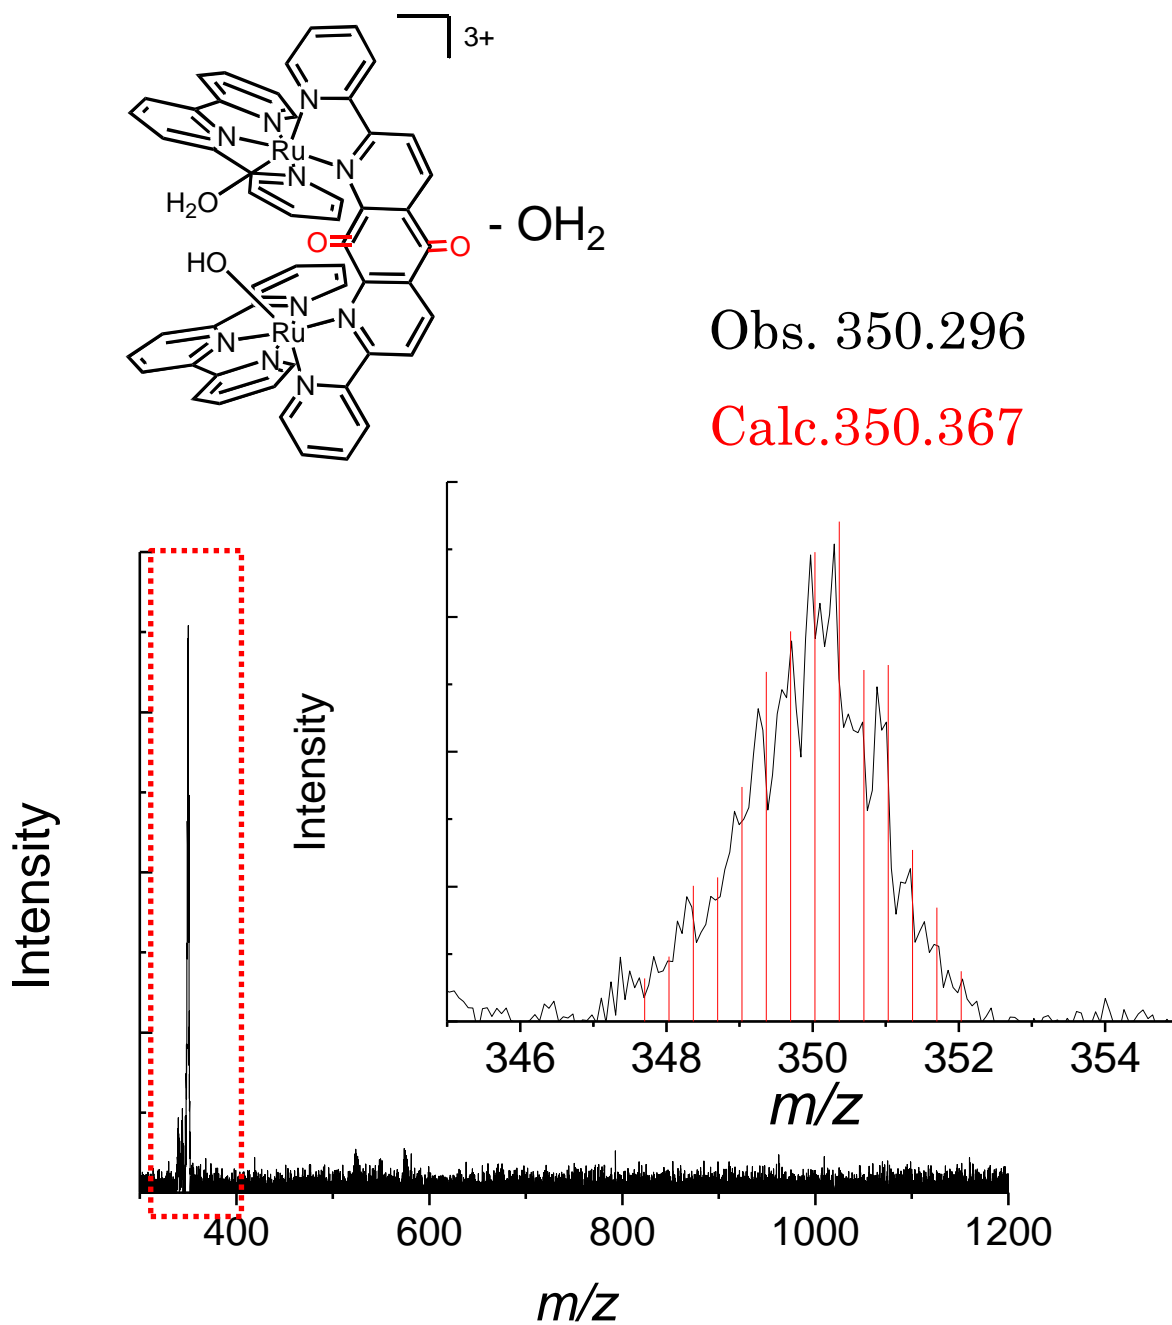 3+
N
N
N
Ru
N
N
H₂O
O
O
- OH₂
HO
N
N
Ru
N
N
N
Obs. 350.296
Calc.350.367
Intensity
Intensity
346
348
350
352
354
m/z
400
600
800
1000
1200
m/z